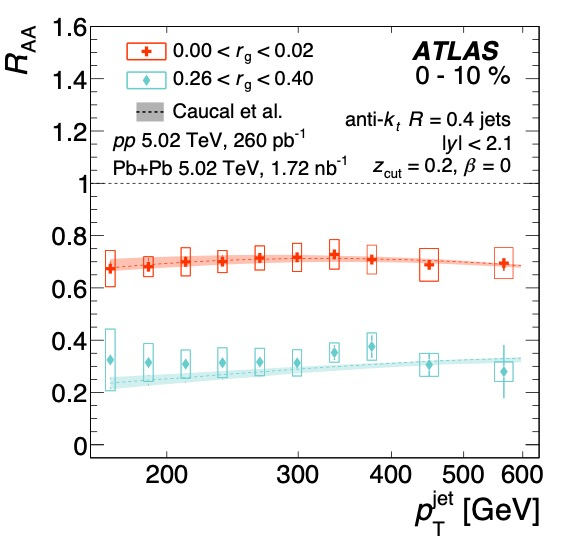 R_AA
1.6
1.4
1.2
1
0.8
0.6
0.4
0.2
0
0.00 < r_g < 0.02
0.26 < r_g < 0.40
Caucal et al.
pp 5.02 TeV, 260 pb⁻¹
Pb+Pb 5.02 TeV, 1.72 nb⁻¹
ATLAS
0 - 10 %
anti-k_t R = 0.4 jets
|y| < 2.1
z_cut = 0.2, β = 0
200 300 400 500 600
p_T^jet [GeV]